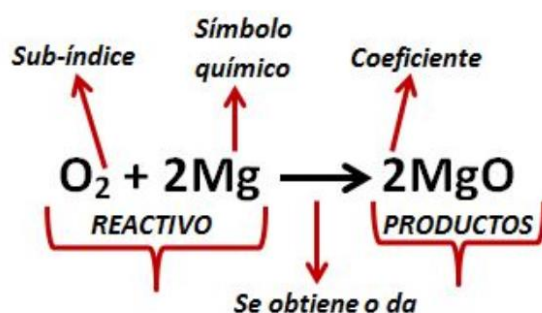 Sub-índice
Símbolo
químico
Coeficiente
O₂ + 2Mg ⟶ 2MgO
REACTIVO
PRODUCTOS
Se obtiene o da